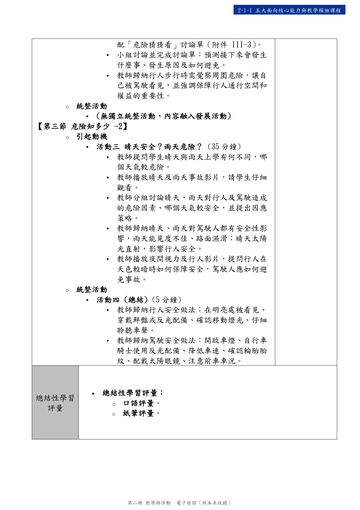 2-1-1 五大面向核心能力與教學模組課程
配「危險猜猜看」討論單（附件 III-3）。
• 小組討論並完成討論單：預測接下來會發生
什麼事、發生原因及如何避免。
• 教師歸納行人步行時需覺察周圍危險，讓自
己被駕駛看見，並強調保障行人通行空間和
權益的重要性。
○ 統整活動
• （無獨立統整活動，內容融入發展活動）
【第三節 危險知多少 -2】
○ 引起動機
• 活動三 晴天安全？雨天危險？（35 分鐘）
• 教師提問學生晴天與雨天上學有何不同，哪
個天氣較危險。
• 教師播放晴天及雨天事故影片，請學生仔細
觀看。
• 教師分組討論晴天、雨天對行人及駕駛造成
的危險因素、哪個天氣較安全，並提出因應
策略。
• 教師歸納晴天、雨天對駕駛人都有安全性影
響，雨天能見度不佳、路面濕滑；晴天太陽
光直射，影響行人安全。
• 教師播放夜間視力及行人影片，提問行人在
天色較暗時如何保障安全，駕駛人應如何避
免事故。
○ 統整活動
• 活動四（總結）（5 分鐘）
• 教師歸納行人安全做法：在明亮處被看見、
穿戴鮮豔或反光配備、確認移動燈光、仔細
聆聽車聲。
• 教師歸納駕駛安全做法：開啟車燈、自行車
騎士使用反光配備、降低車速、確認輪胎胎
紋、配戴太陽眼鏡、注意前車車況。
總結性學習
評量
• 總結性學習評量：
○ 口語評量。
○ 紙筆評量。
第二冊 教學與活動 電子檔證（紙本未收錄）